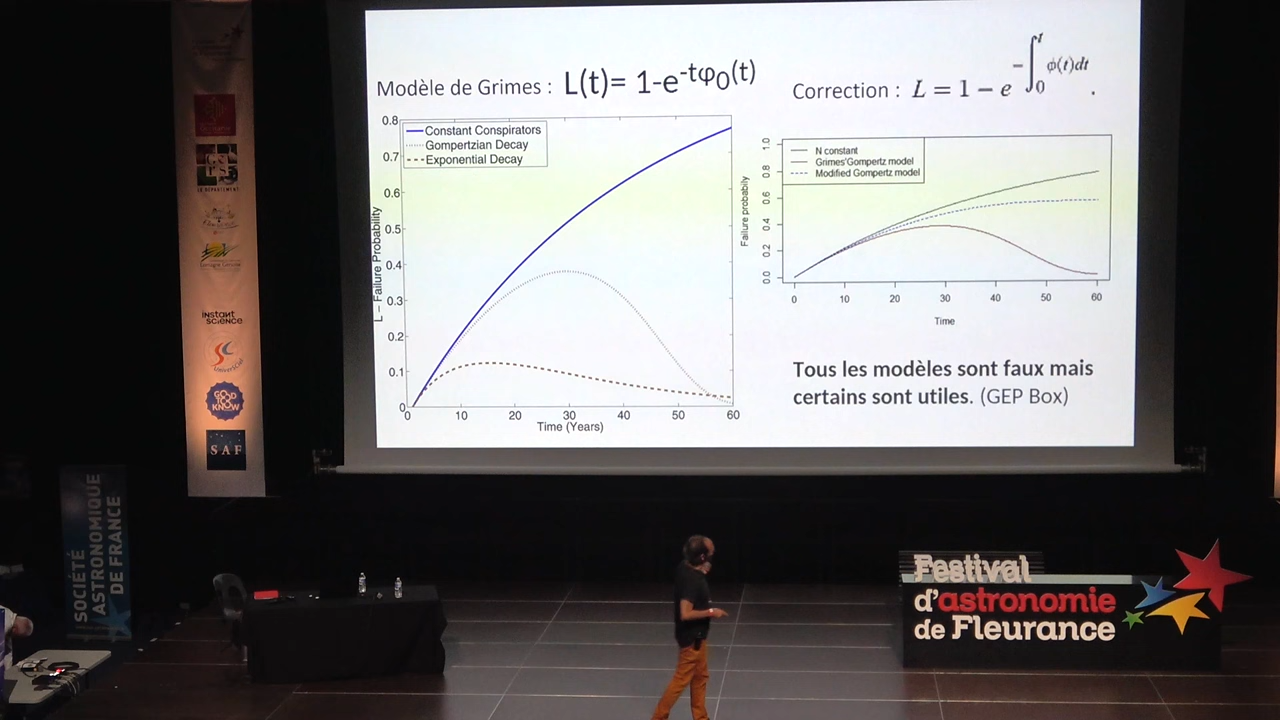 Modèle de Grimes : L(t)= 1-e^-tφ0(t)
Correction : L = 1 − e^−∫0^t ϕ(t)dt .
0.8
0.7
0.6
0.5
0.4
0.3
0.2
0.1
0
L – Failure Probability
Constant Conspirators
Gompertzian Decay
Exponential Decay
0 10 20 30 40 50 60
Time (Years)
1.0
0.8
0.6
0.4
0.2
0.0
Failure probabily
N constant
Grimes'Gompertz model
Modified Gompertz model
0 10 20 30 40 50 60
Time
Tous les modèles sont faux mais
certains sont utiles. (GEP Box)
INSTANT
SCIENCE
GOOD
TO
KNOW
SAF
SOCIÉTÉ
ASTRONOMIQUE
DE FRANCE
Festival
d'astronomie
de Fleurance